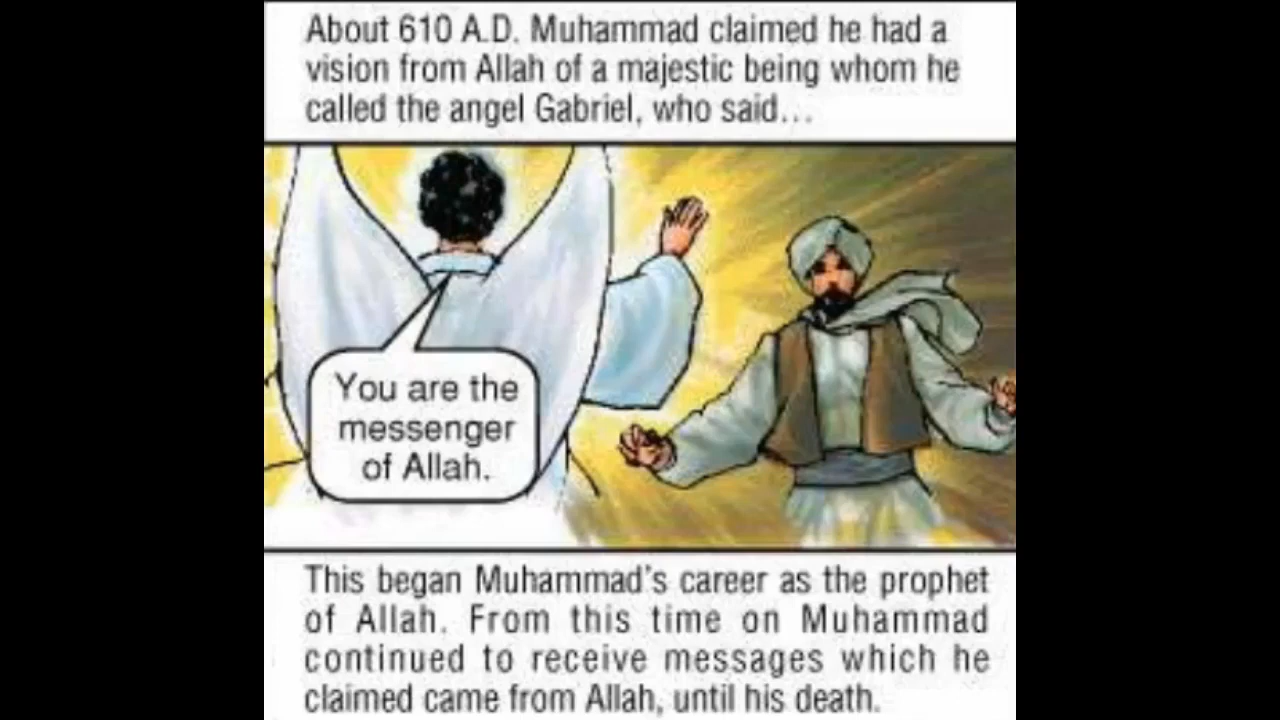 About 610 A.D. Muhammad claimed he had a
vision from Allah of a majestic being whom he
called the angel Gabriel, who said...
You are the
messenger
of Allah.
This began Muhammad's career as the prophet
of Allah. From this time on Muhammad
continued to receive messages which he
claimed came from Allah, until his death.